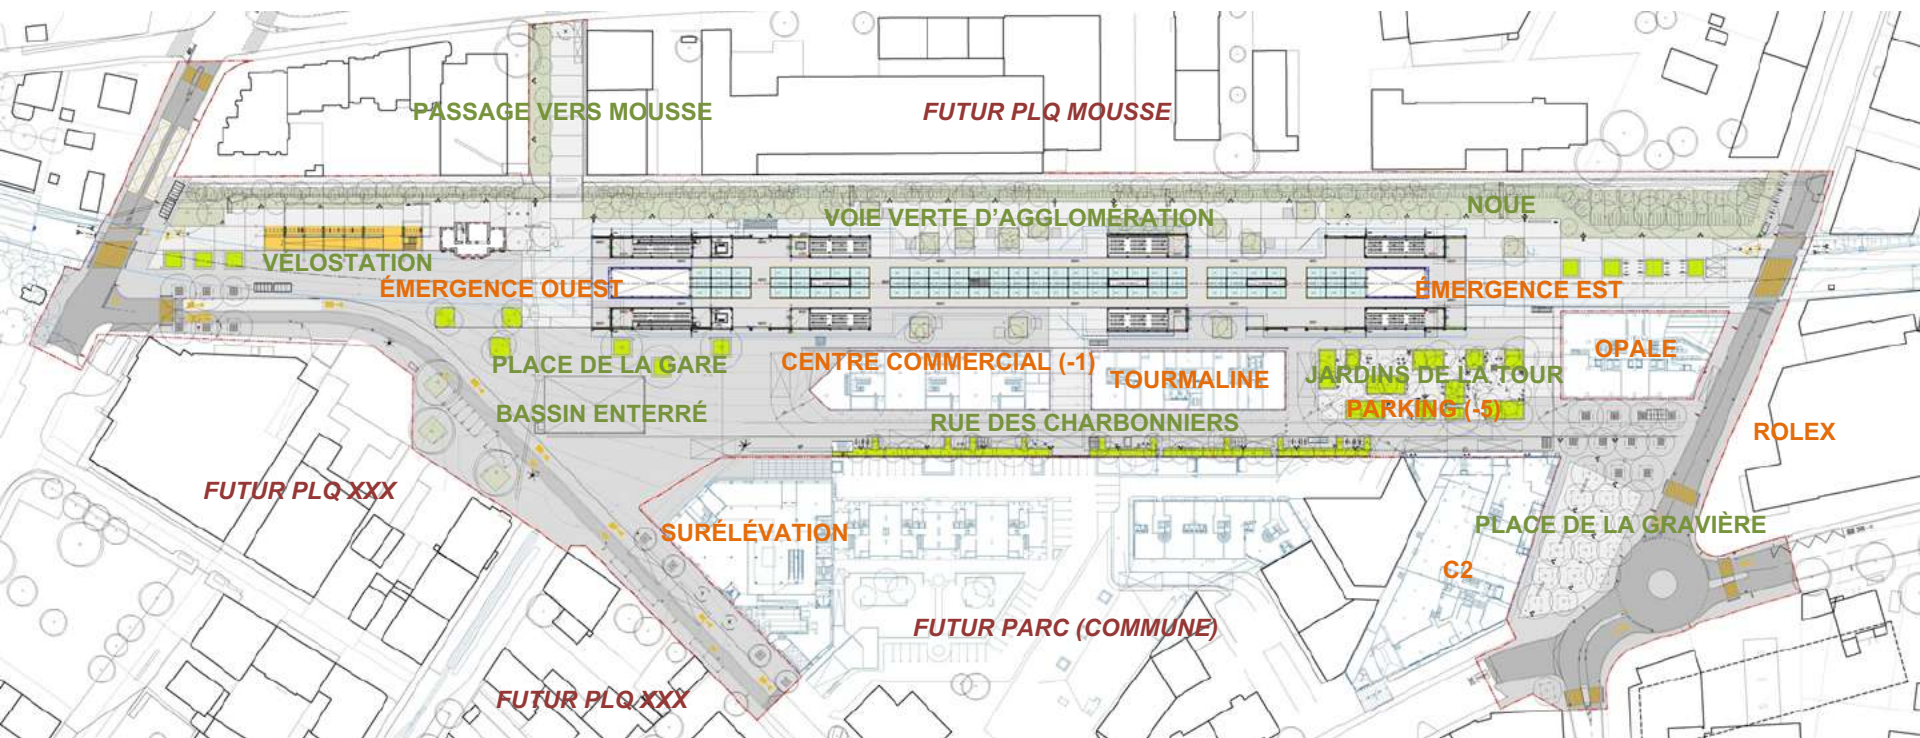 PASSAGE VERS MOUSSE
FUTUR PLQ MOUSSE
NOUE
VOIE VERTE D'AGGLOMERATION
VÉLOSTATION
ÉMERGENCE OUEST
ÉMERGENCE EST
PLACE DE LA GARE
CENTRE COMMERCIAL (-1)
TOURMALINE
JARDINS DE LA TOUR
OPALE
BASSIN ENTERRÉ
RUE DES CHARBONNIERS
PARKING (-5)
ROLEX
FUTUR PLQ XXX
SURÉLÉVATION
PLACE DE LA GRAVIÈRE
C2
FUTUR PARC (COMMUNE)
FUTUR PLQ XXX